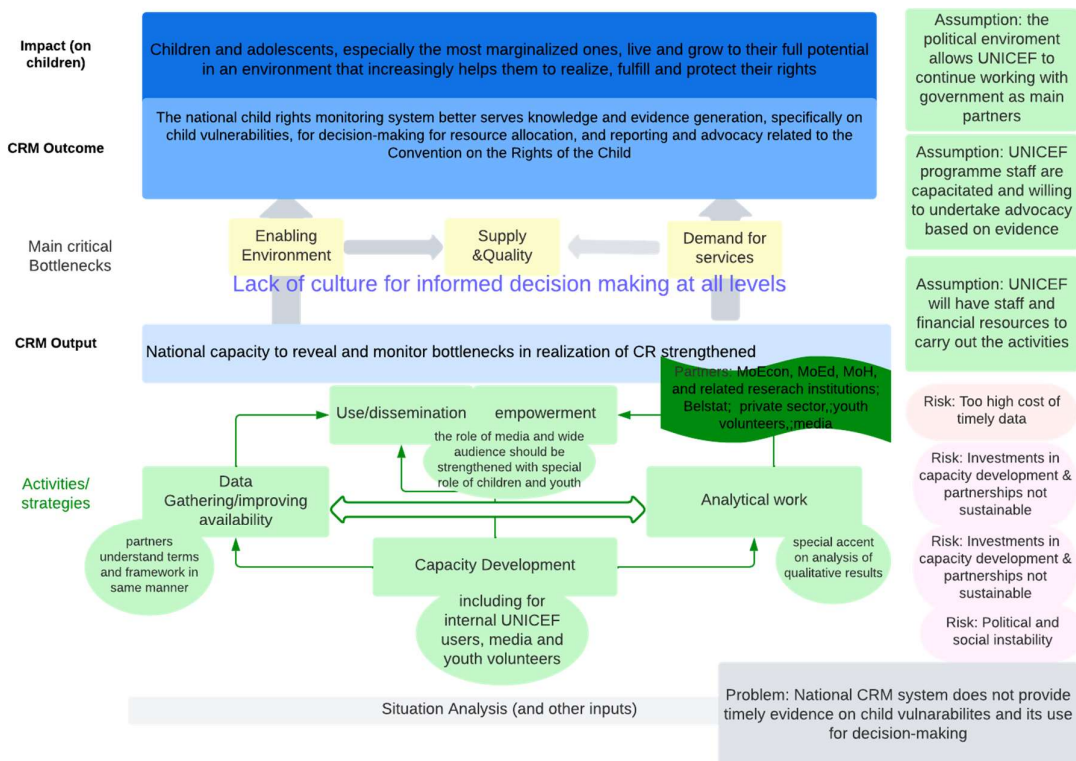 Impact (on
children)
Children and adolescents, especially the most marginalized ones, live and grow to their full potential
in an environment that increasingly helps them to realize, fulfill and protect their rights
CRM Outcome
The national child rights monitoring system better serves knowledge and evidence generation, specifically on
child vulnerabilities, for decision-making for resource allocation, and reporting and advocacy related to the
Convention on the Rights of the Child
Main critical
Bottlenecks
Enabling
Environment
Supply
&Quality
Demand for
services
Lack of culture for informed decision making at all levels
CRM Output
National capacity to reveal and monitor bottlenecks in realization of CR strengthened
Partners: MoEcon, MoEd, MoH,
and related reserach institutions;
Belstat; private sector,;youth
volunteers,;media
Activities/
strategies
Use/dissemination
empowerment
the role of media and wide
audience should be
strengthened with special
role of children and youth
Data
Gathering/improving
availability
Analytical work
partners
understand terms
and framework in
same manner
Capacity Development
special accent
on analysis of
qualitative results
including for
internal UNICEF
users, media and
youth volunteers
Situation Analysis (and other inputs)
Assumption: the
political enviroment
allows UNICEF to
continue working with
government as main
partners
Assumption: UNICEF
programme staff are
capacitated and willing
to undertake advocacy
based on evidence
Assumption: UNICEF
will have staff and
financial resources to
carry out the activities
Risk: Too high cost of
timely data
Risk: Investments in
capacity development &
partnerships not
sustainable
Risk: Investments in
capacity development &
partnerships not
sustainable
Risk: Political and
social instability
Problem: National CRM system does not provide
timely evidence on child vulnarabilites and its use
for decision-making